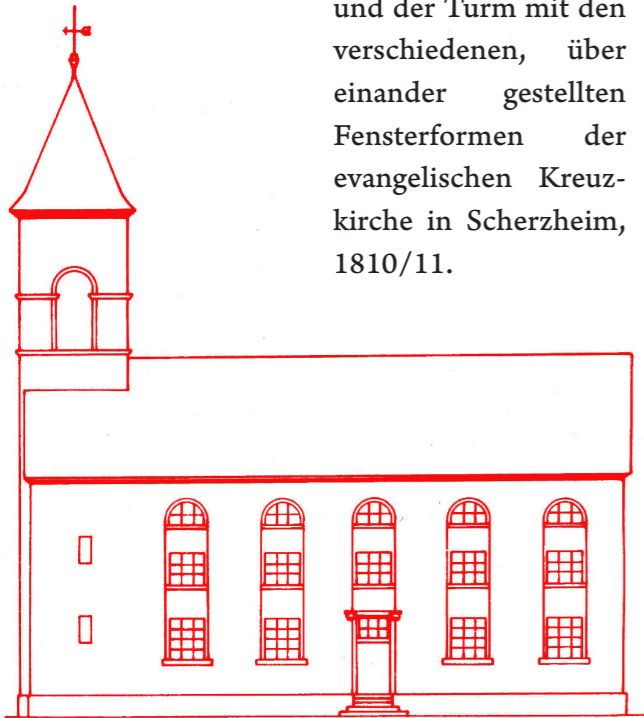 und der Turm mit den
verschiedenen, über
einander gestellten
Fensterformen der
evangelischen Kreuz-
kirche in Scherzheim,
1810/11.